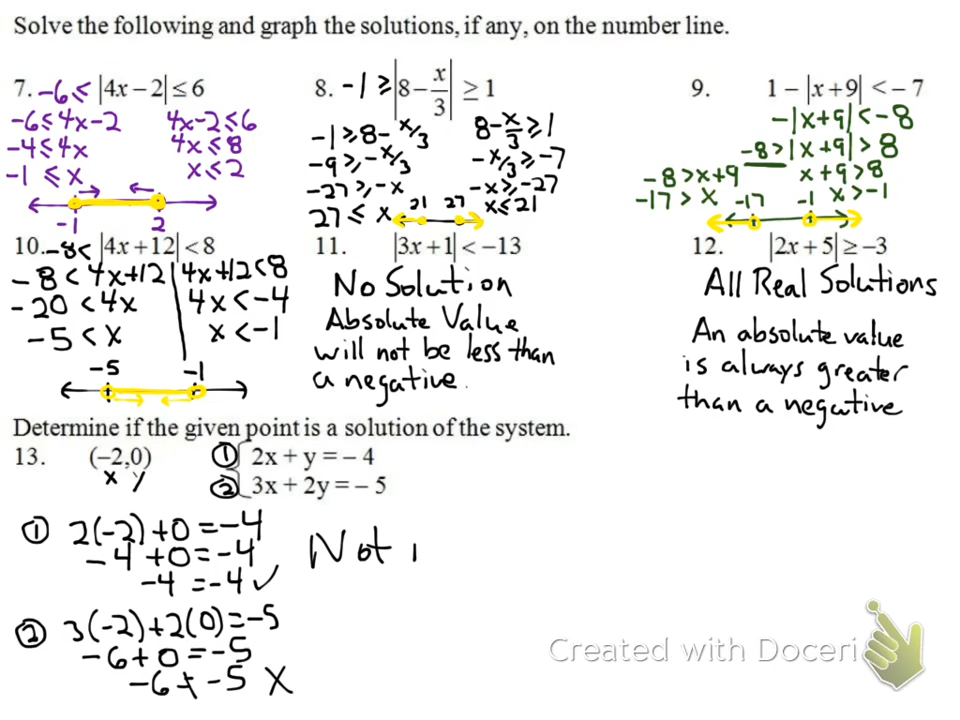 Solve the following and graph the solutions, if any, on the number line.
7. -6 ≤ |4x − 2| ≤ 6
-6 ≤ 4x - 2   4x - 2 ≤ 6
-4 ≤ 4x   4x ≤ 8
-1 ≤ x   x ≤ 2
-1   2
8. -1 ≥ |8 − x/3| ≥ 1
-1 ≥ 8 - x/3   8 - x/3 ≥ 1
-9 ≥ -x/3   -x/3 ≥ -7
-27 ≥ -x   -x ≥ -27
27 ≤ x   x ≤ 21
21   27
9. 1 − |x + 9| < − 7
-|x + 9| < -8
-8 > |x + 9| > 8
-8 > x + 9   x + 9 > 8
-17 > x   x > -1
-17   -1
10. -8 < |4x + 12| < 8
-8 < 4x + 12   4x + 12 < 8
-20 < 4x   4x < -4
-5 < x   x < -1
-5   -1
11. |3x + 1| < −13
No Solution
Absolute Value
will not be less than
a negative.
12. |2x + 5| ≥ −3
All Real Solutions
An absolute value
is always greater
than a negative
Determine if the given point is a solution of the system.
13. (−2,0)   ① 2x + y = − 4
x y   ② 3x + 2y = − 5
① 2(-2) + 0 = -4
-4 + 0 = -4
-4 = -4 ✓
Not
② 3(-2) + 2(0) = -5
-6 + 0 = -5
-6 ≠ -5 X
Created with Doceri